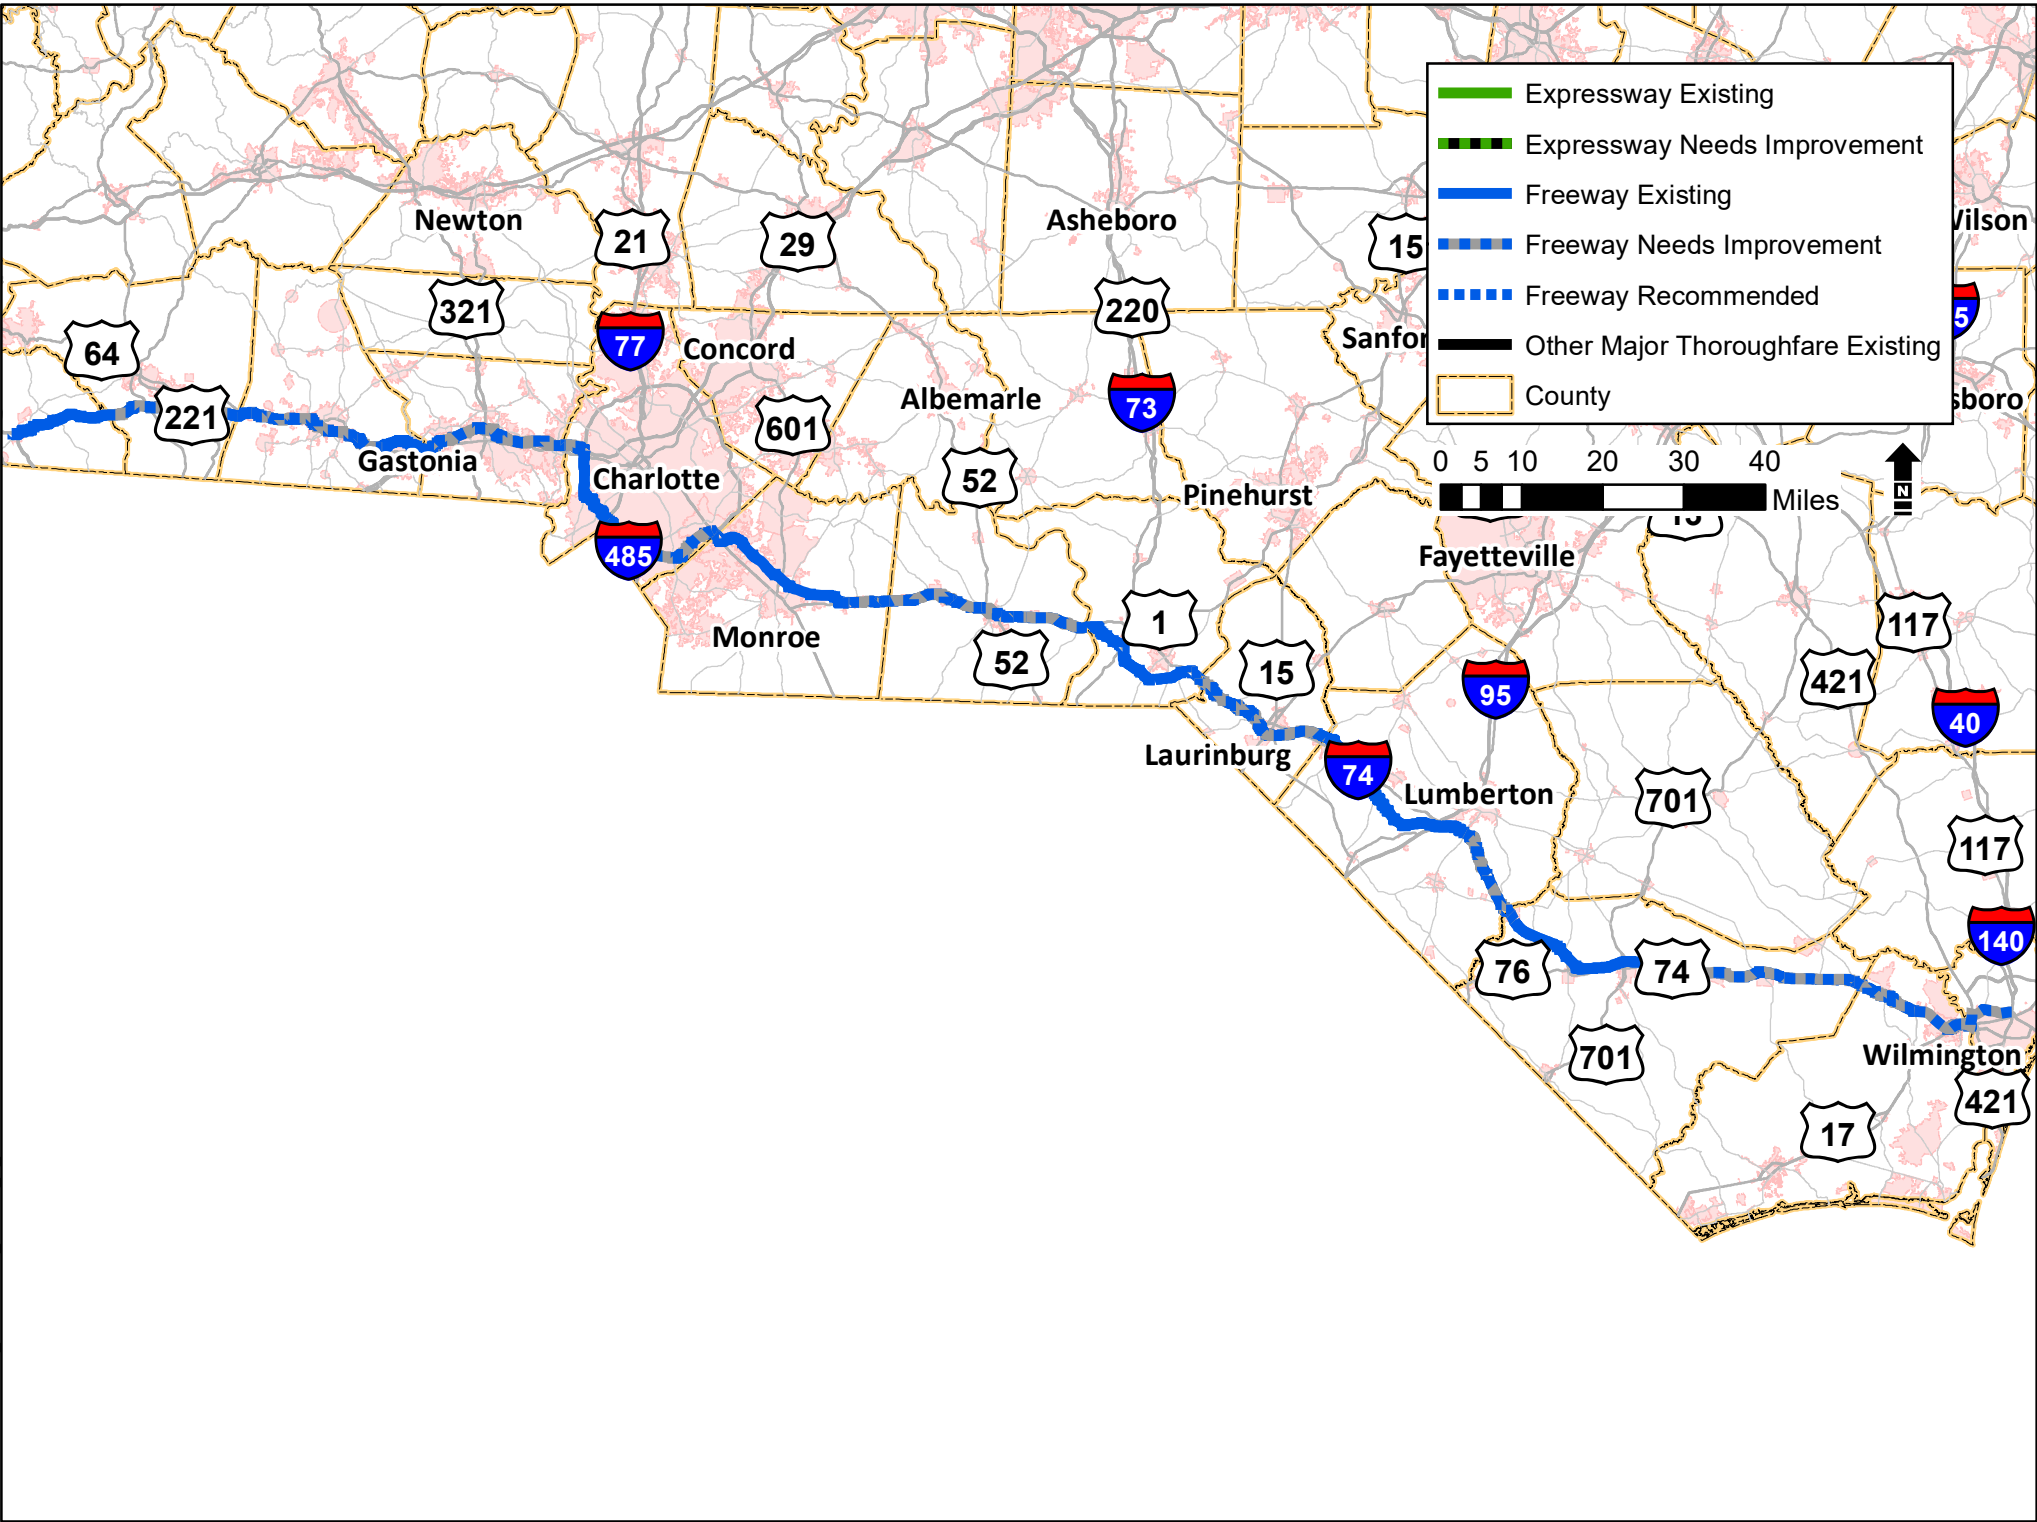 Expressway Existing
Expressway Needs Improvement
Freeway Existing
Freeway Needs Improvement
Freeway Recommended
Other Major Thoroughfare Existing
County
0 5 10 20 30 40
Miles
N
Newton
21
29
Asheboro
15
321
77
Concord
220
64
221
601
Albemarle
73
Gastonia
Charlotte
52
Pinehurst
485
Fayetteville
Monroe
52
1
15
95
421
117
40
Laurinburg
74
Lumberton
701
117
76
74
140
701
Wilmington
421
17